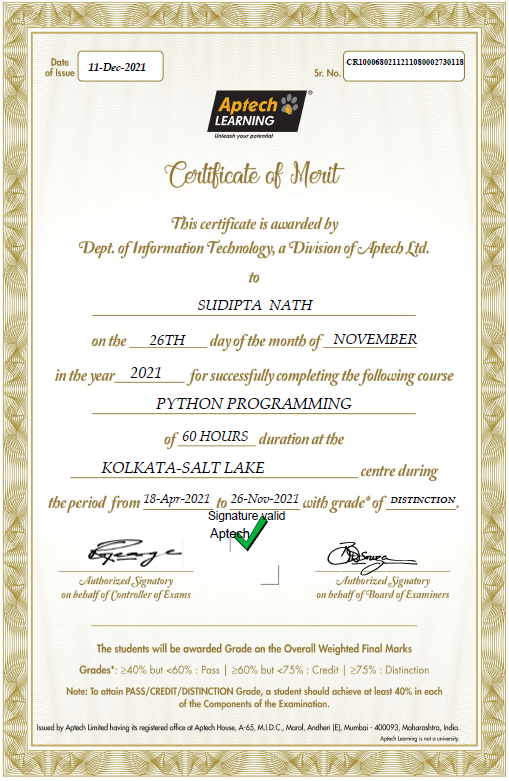 Date
of Issue
11-Dec-2021
Sr. No.
CR1000680211211080002730118
Aptech
LEARNING
®
Unleash your potential
Certificate of Merit
This certificate is awarded by
Dept. of Information Technology, a Division of Aptech Ltd.
to
SUDIPTA NATH
on the 26TH day of the month of NOVEMBER
in the year 2021 for successfully completing the following course
PYTHON PROGRAMMING
of 60 HOURS duration at the
KOLKATA-SALT LAKE centre during
the period from 18-Apr-2021 to 26-Nov-2021 with grade* of DISTINCTION.
Signature valid
Aptech
Authorized Signatory
on behalf of Controller of Exams
Authorized Signatory
on behalf of Board of Examiners
The students will be awarded Grade on the Overall Weighted Final Marks
Grades*: ≥40% but <60% : Pass | ≥60% but <75% : Credit | ≥75% : Distinction
Note: To attain PASS/CREDIT/DISTINCTION Grade, a student should achieve at least 40% in each
of the Components of the Examination.
Issued by Aptech Limited having its registered office at Aptech House, A-65, M.I.D.C., Marol, Andheri (E), Mumbai - 400093, Maharashtra, India.
Aptech Learning is not a university.